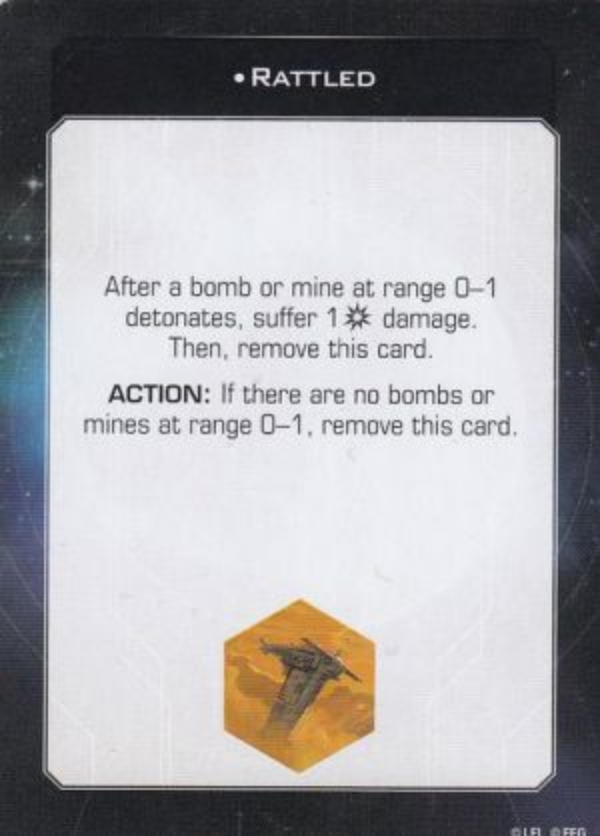 • RATTLED
After a bomb or mine at range 0–1
detonates, suffer 1 damage.
Then, remove this card.
ACTION: If there are no bombs or
mines at range 0–1, remove this card.
© LFL © FFG